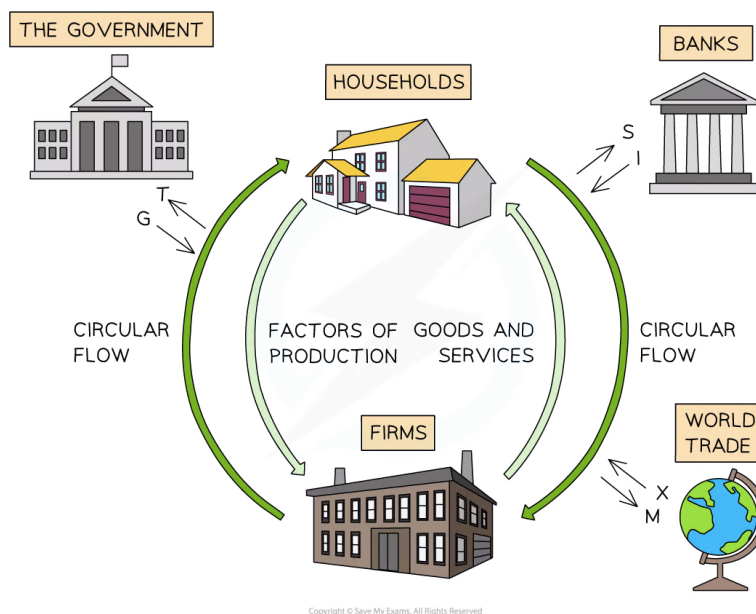 THE GOVERNMENT
HOUSEHOLDS
BANKS
S
I
T
G
CIRCULAR
FLOW
FACTORS OF
PRODUCTION
GOODS AND
SERVICES
CIRCULAR
FLOW
FIRMS
WORLD
TRADE
X
M
Copyright © Save My Exams. All Rights Reserved